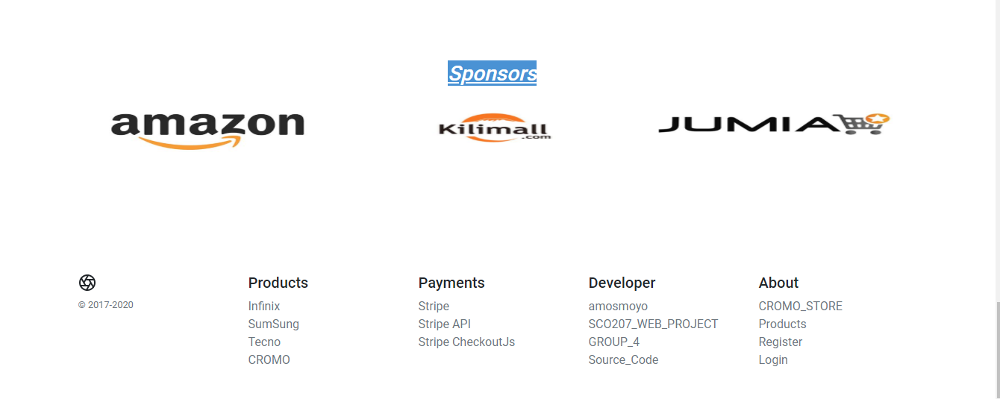 Sponsors
amazon
Kilimall
.com
JUMIA
© 2017-2020
Products
Infinix
SumSung
Tecno
CROMO
Payments
Stripe
Stripe API
Stripe CheckoutJs
Developer
amosmoyo
SCO207_WEB_PROJECT
GROUP_4
Source_Code
About
CROMO_STORE
Products
Register
Login